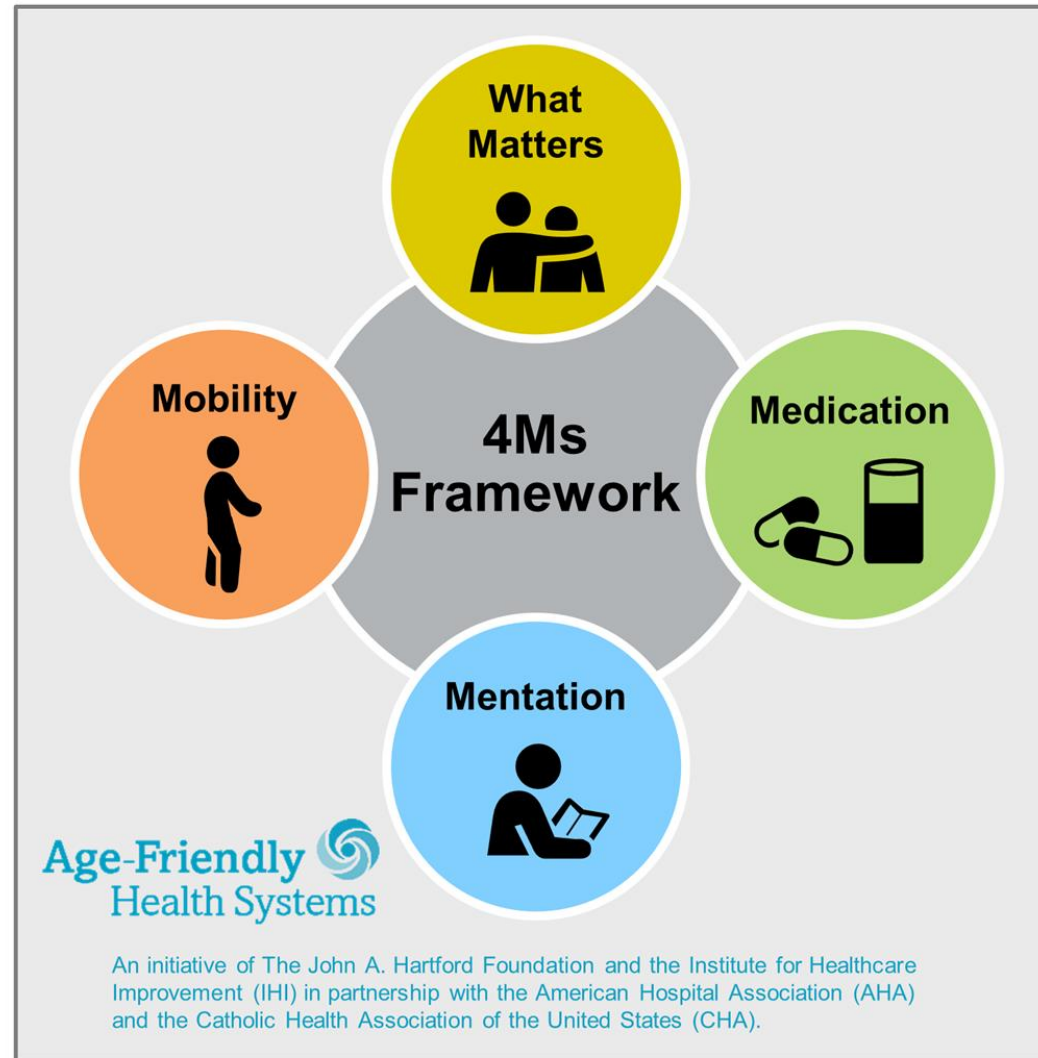 What
Matters
Mobility
4Ms
Framework
Medication
Mentation
Age-Friendly
Health Systems
An initiative of The John A. Hartford Foundation and the Institute for Healthcare
Improvement (IHI) in partnership with the American Hospital Association (AHA)
and the Catholic Health Association of the United States (CHA).